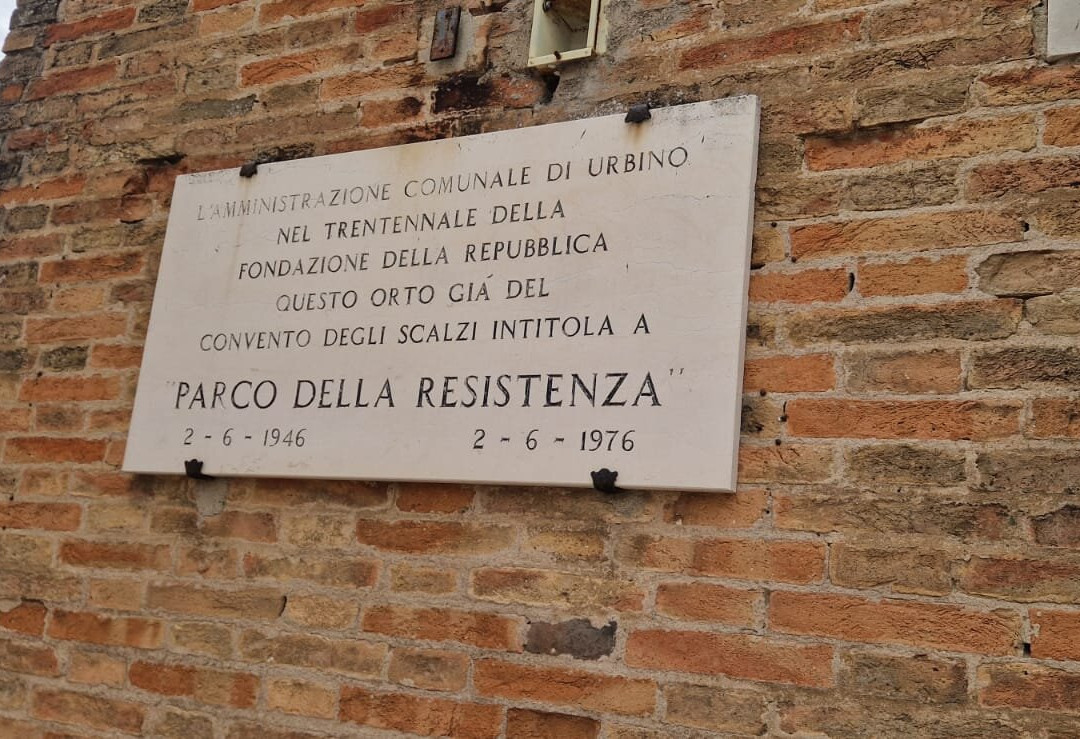 L'AMMINISTRAZIONE COMUNALE DI URBINO
NEL TRENTENNALE DELLA
FONDAZIONE DELLA REPUBBLICA
QUESTO ORTO GIÁ DEL
CONVENTO DEGLI SCALZI INTITOLA A
"PARCO DELLA RESISTENZA"
2 - 6 - 1946 2 - 6 - 1976